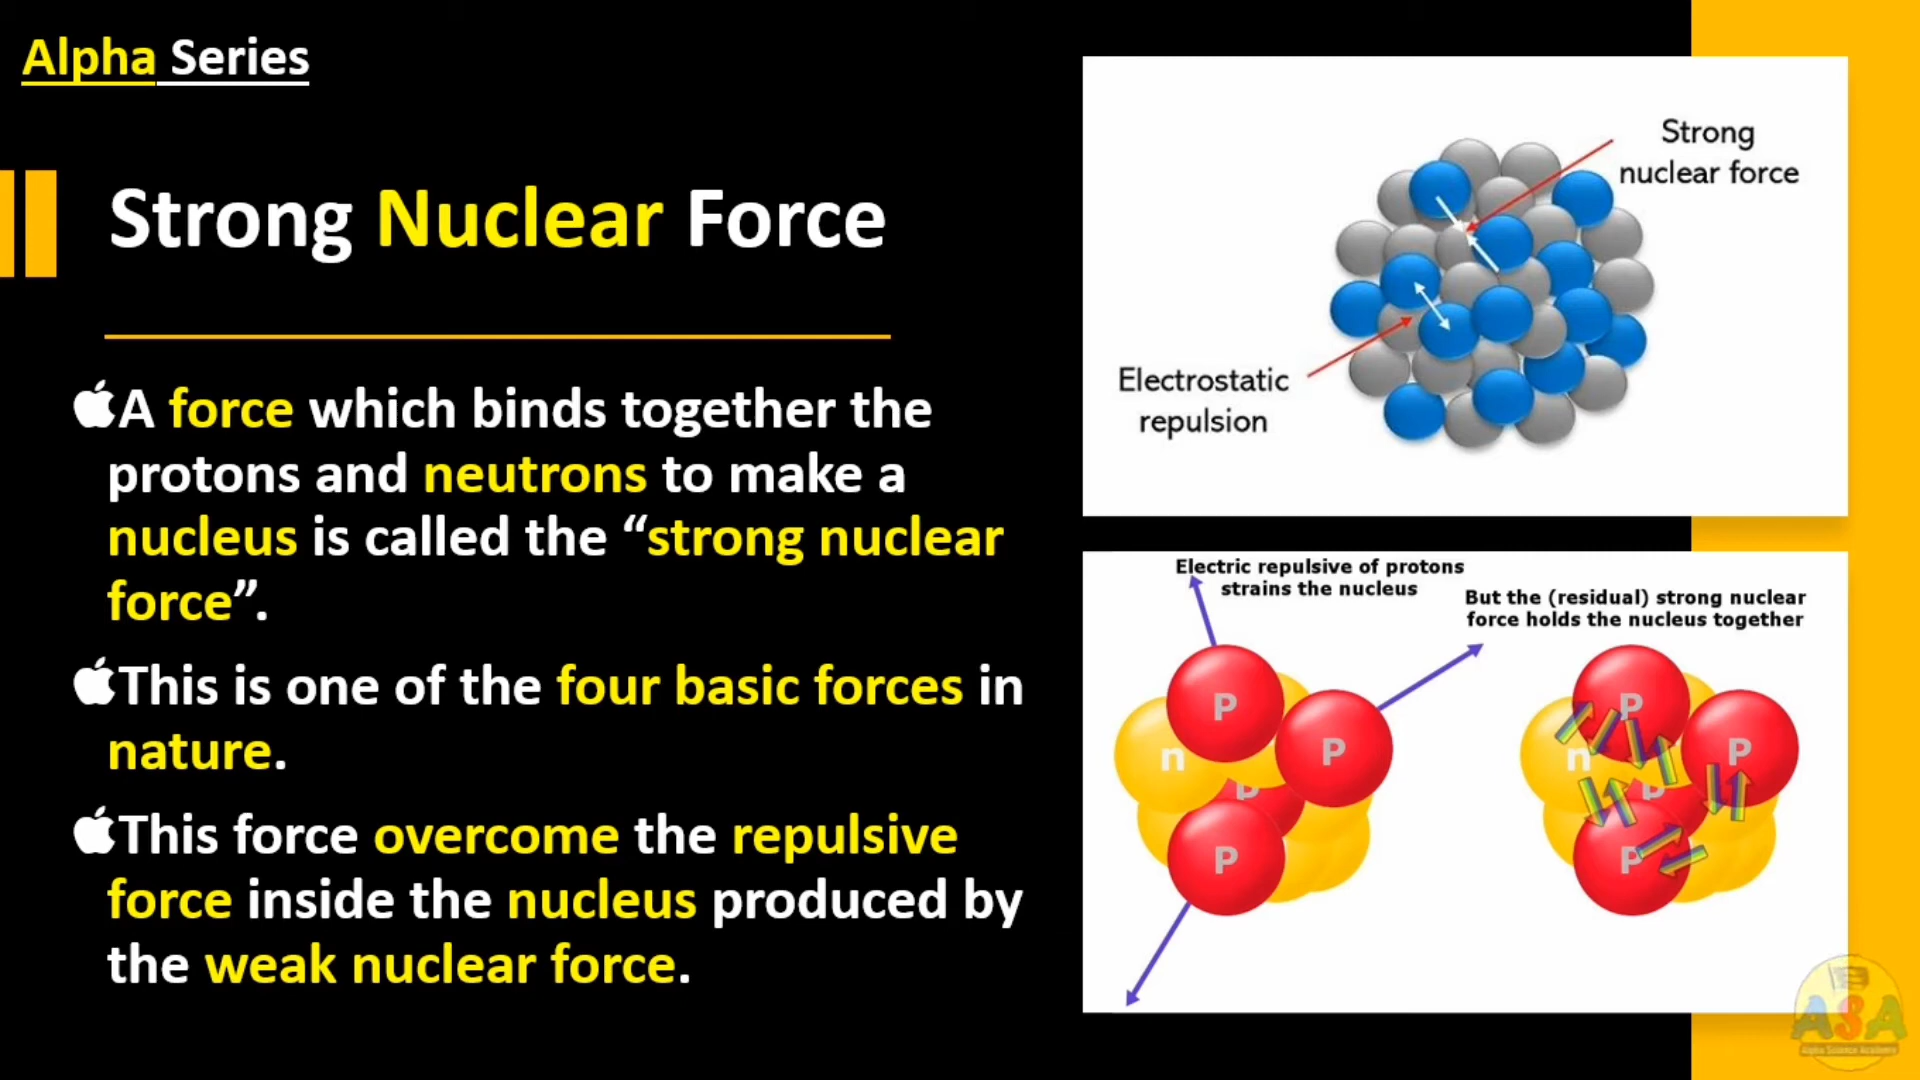 Alpha Series
Strong Nuclear Force
A force which binds together the
protons and neutrons to make a
nucleus is called the “strong nuclear
force”.
This is one of the four basic forces in
nature.
This force overcome the repulsive
force inside the nucleus produced by
the weak nuclear force.
Strong
nuclear force
Electrostatic
repulsion
Electric repulsive of protons
strains the nucleus
But the (residual) strong nuclear
force holds the nucleus together
P
P
n
P
P
P
P
n
P
P
ASA
Alpha Science Academy